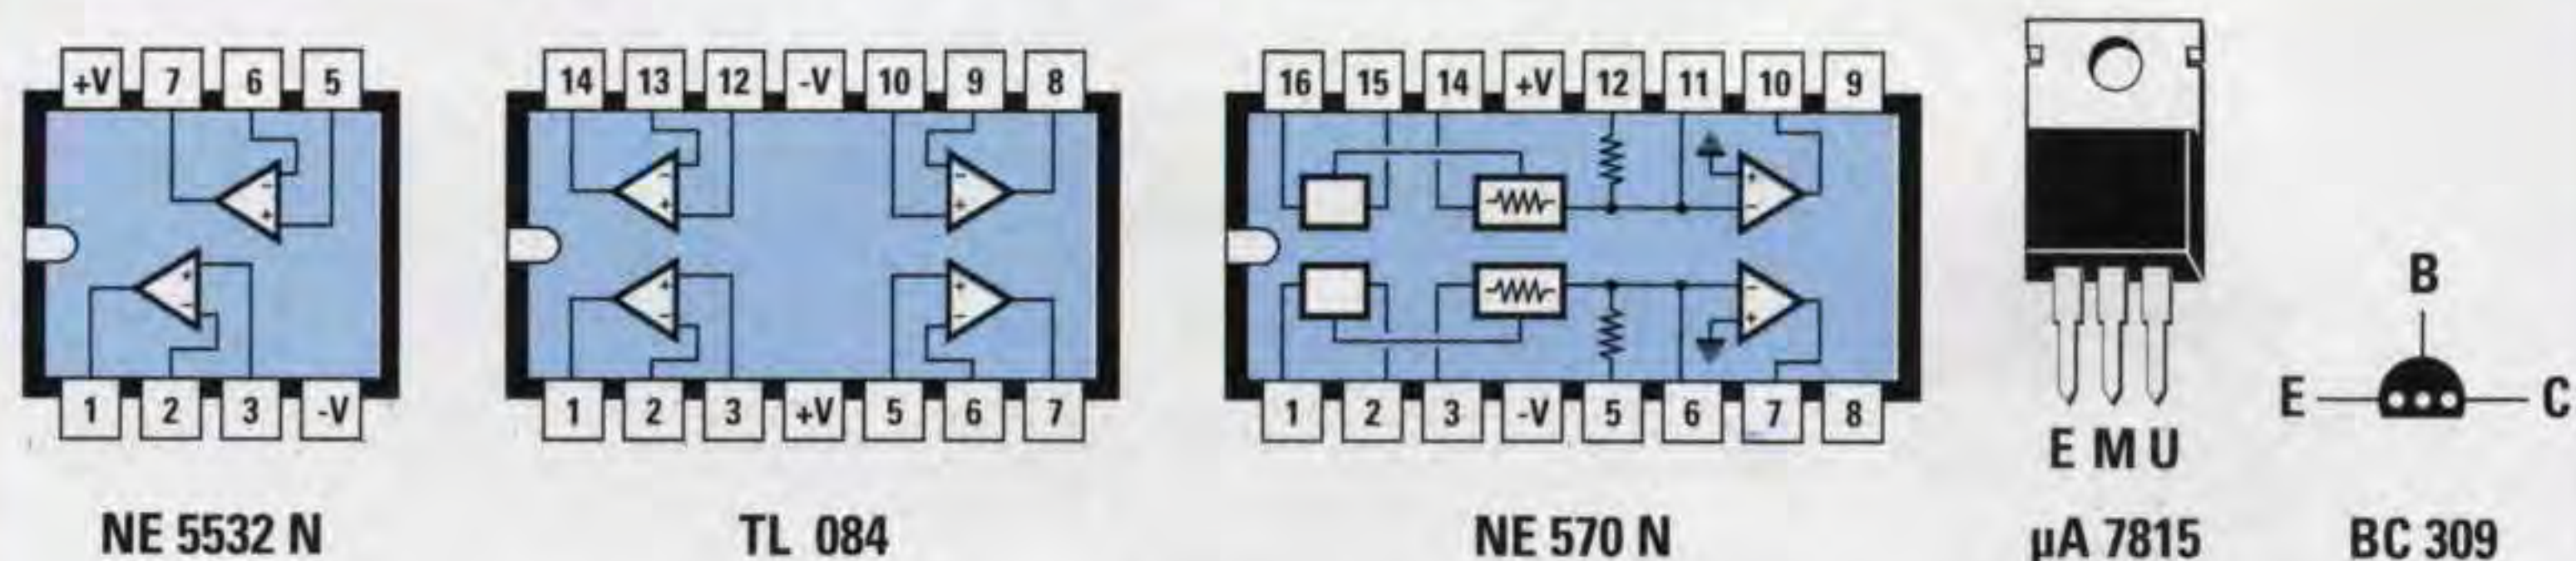 +V 7 6 5
14 13 12 -V 10 9 8
16 15 14 +V 12 11 10 9
- +
+ -
- +
- +
+ -
+ -
+ -
- +
1 2 3 -V
1 2 3 +V 5 6 7
1 2 3 -V 5 6 7 8
E M U
B
E C
NE 5532 N
TL 084
NE 570 N
µA 7815
BC 309